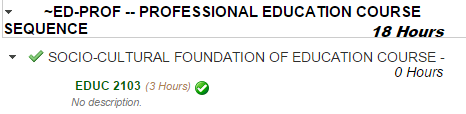 ~ED-PROF -- PROFESSIONAL EDUCATION COURSE
SEQUENCE 18 Hours
SOCIO-CULTURAL FOUNDATION OF EDUCATION COURSE -
0 Hours
EDUC 2103 (3 Hours)
No description.